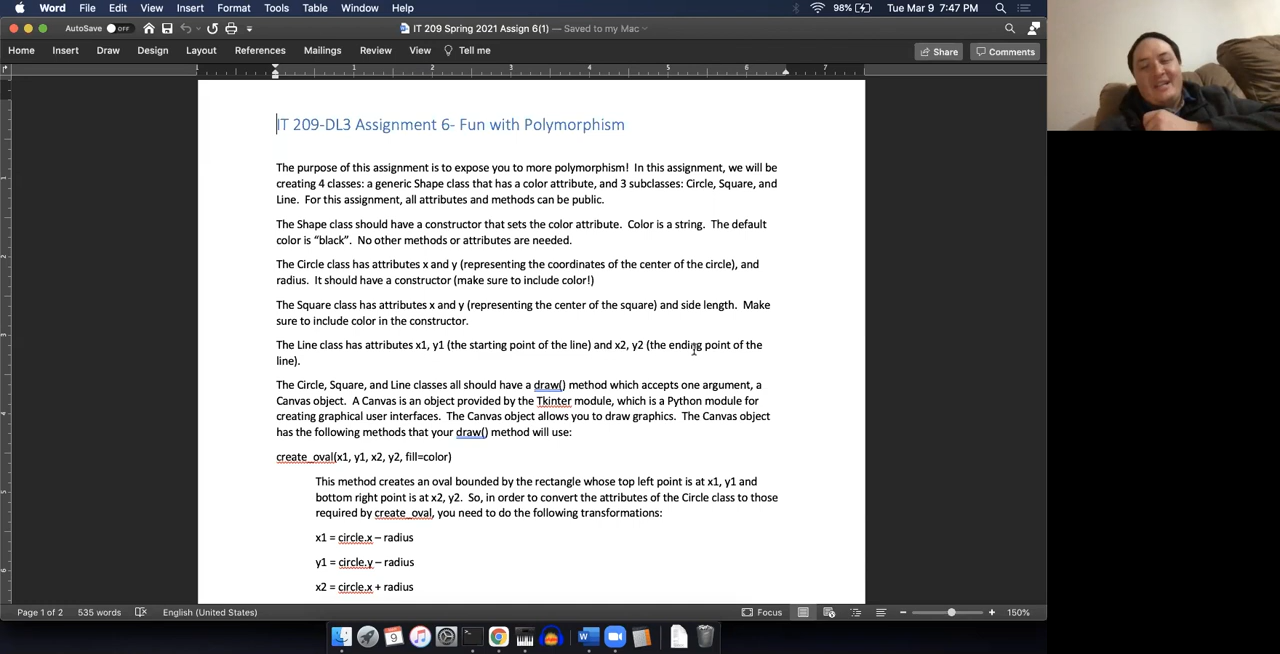 Word File Edit View Insert Format Tools Table Window Help 98% Tue Mar 9 7:47 PM
AutoSave OFF IT 209 Spring 2021 Assign 6(1) — Saved to my Mac
Home Insert Draw Design Layout References Mailings Review View Tell me Share Comments
1 1 2 3 4 5 6 7
IT 209-DL3 Assignment 6- Fun with Polymorphism
The purpose of this assignment is to expose you to more polymorphism! In this assignment, we will be
creating 4 classes: a generic Shape class that has a color attribute, and 3 subclasses: Circle, Square, and
Line. For this assignment, all attributes and methods can be public.
The Shape class should have a constructor that sets the color attribute. Color is a string. The default
color is “black”. No other methods or attributes are needed.
The Circle class has attributes x and y (representing the coordinates of the center of the circle), and
radius. It should have a constructor (make sure to include color!)
The Square class has attributes x and y (representing the center of the square) and side length. Make
sure to include color in the constructor.
The Line class has attributes x1, y1 (the starting point of the line) and x2, y2 (the ending point of the
line).
The Circle, Square, and Line classes all should have a draw() method which accepts one argument, a
Canvas object. A Canvas is an object provided by the Tkinter module, which is a Python module for
creating graphical user interfaces. The Canvas object allows you to draw graphics. The Canvas object
has the following methods that your draw() method will use:
create_oval(x1, y1, x2, y2, fill=color)
This method creates an oval bounded by the rectangle whose top left point is at x1, y1 and
bottom right point is at x2, y2. So, in order to convert the attributes of the Circle class to those
required by create_oval, you need to do the following transformations:
x1 = circle.x – radius
y1 = circle.y – radius
x2 = circle.x + radius
Page 1 of 2 535 words English (United States) Focus 150%
9